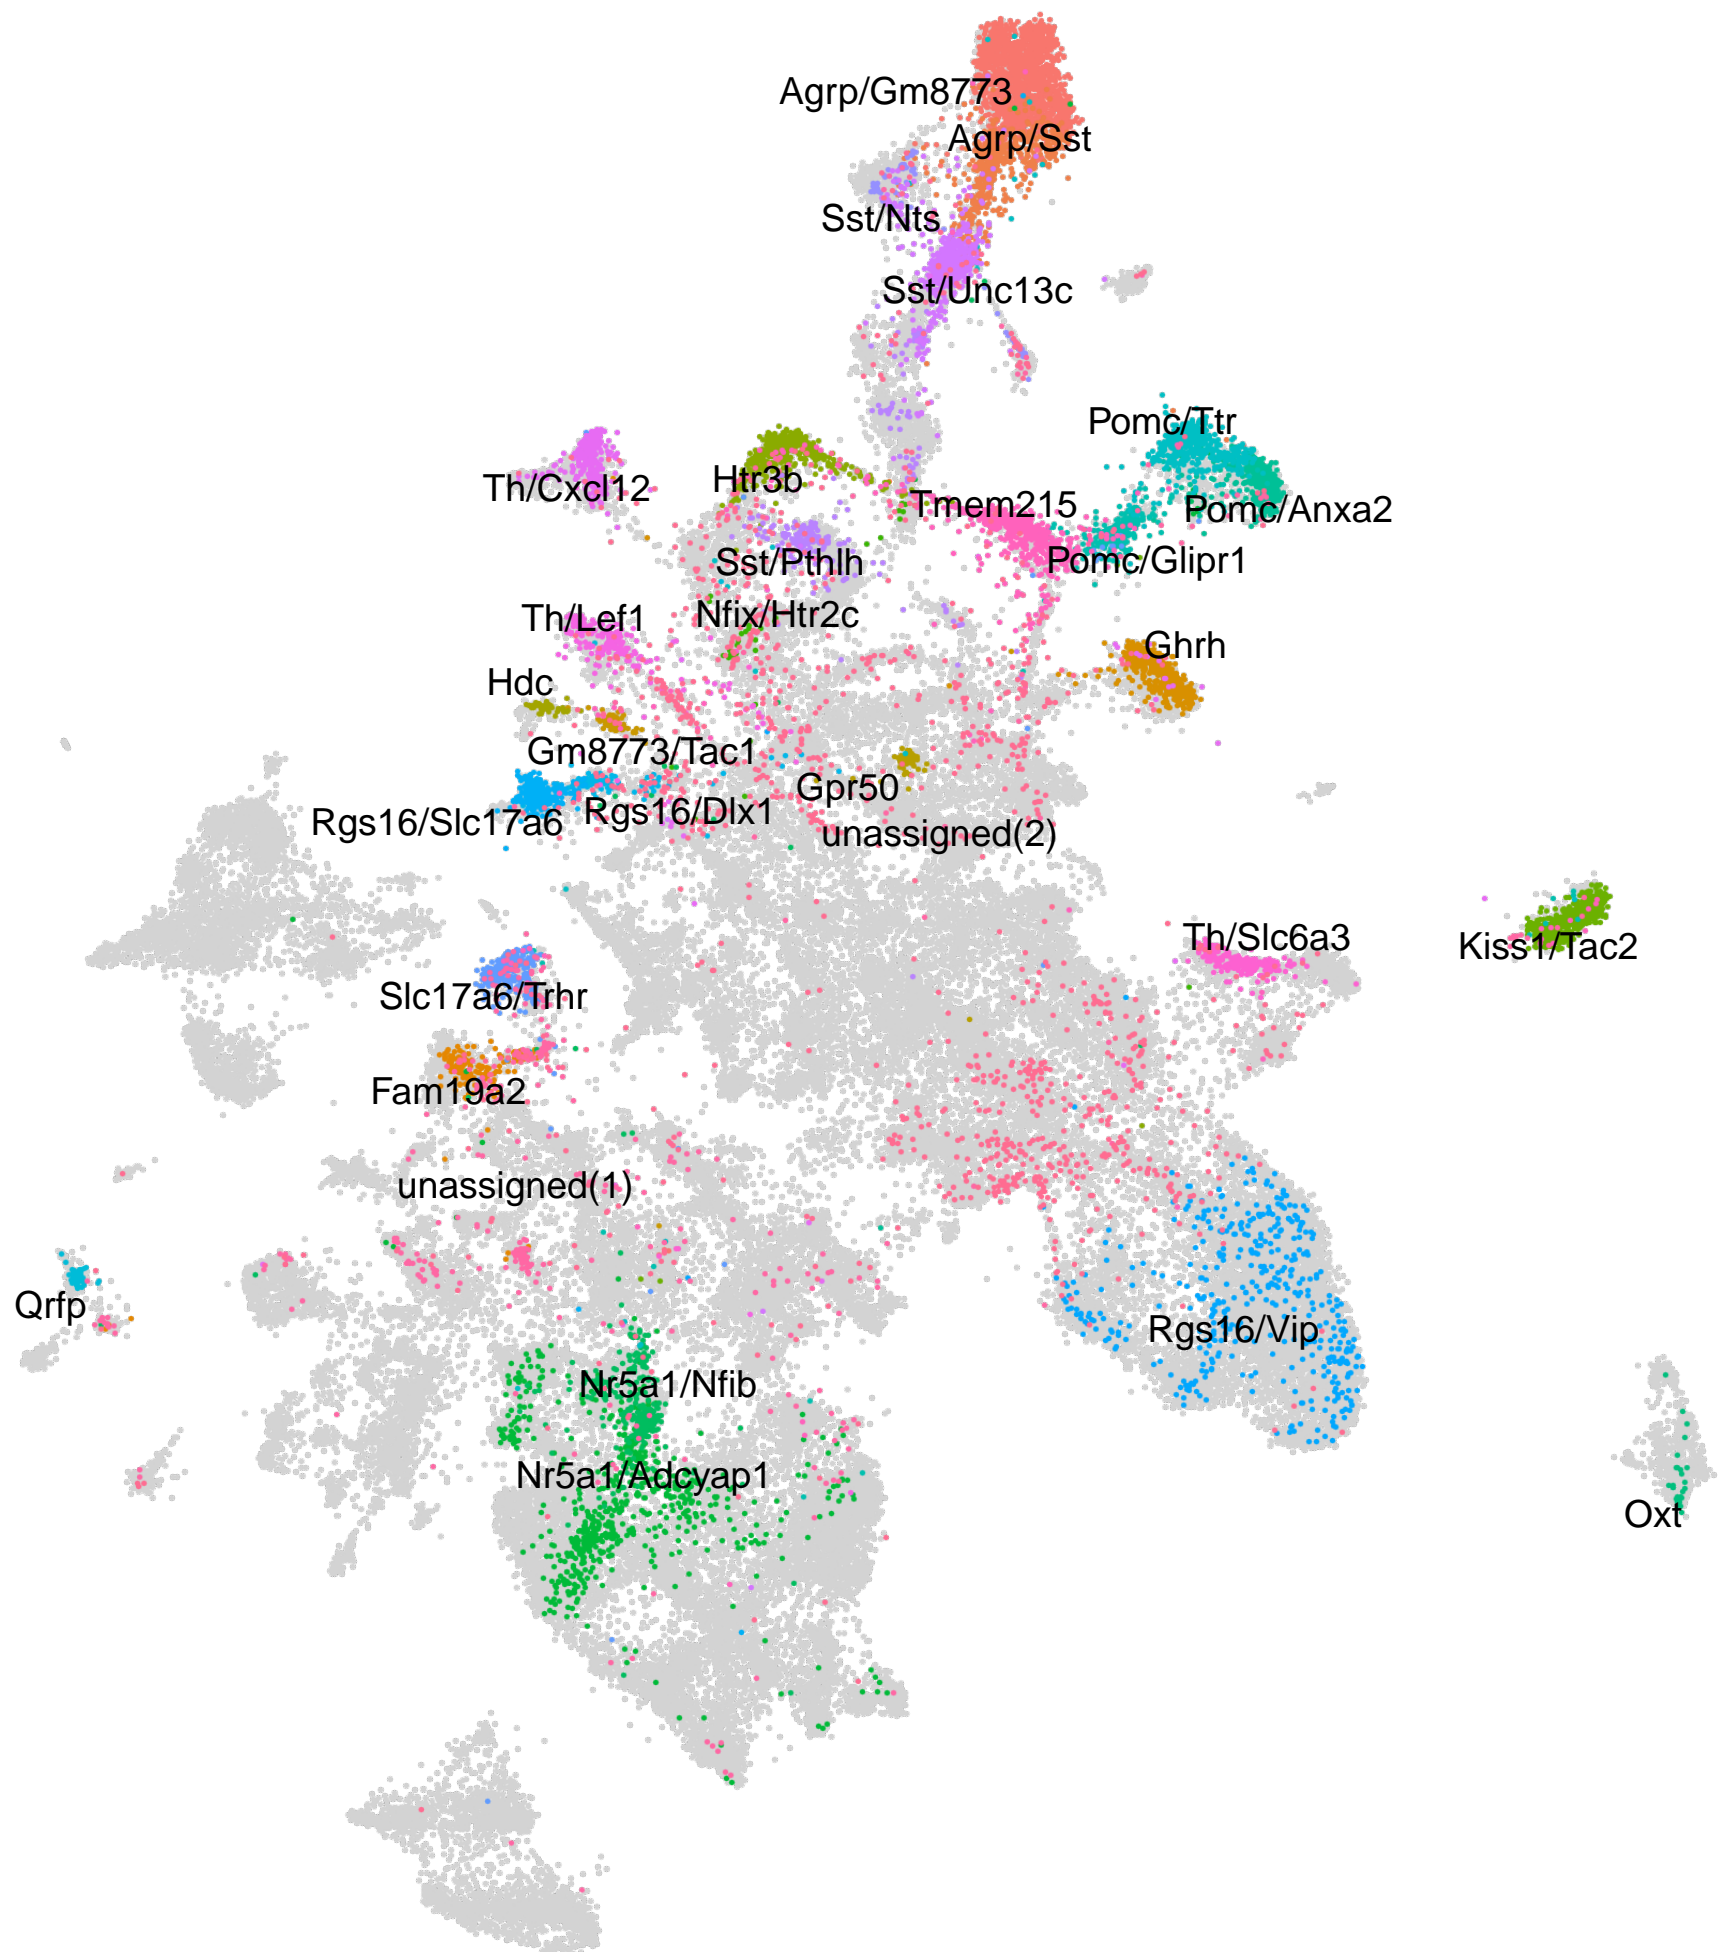 Agrp/Gm8773
Agrp/Sst
Sst/Nts
Sst/Unc13c
Pomc/Ttr
Th/Cxcl12
Htr3b
Tmem215
Pomc/Anxa2
Sst/Pthlh
Pomc/Glipr1
Th/Lef1
Nfix/Htr2c
Ghrh
Hdc
Gm8773/Tac1
Gpr50
Rgs16/Slc17a6
Rgs16/Dlx1
unassigned(2)
Th/Slc6a3
Kiss1/Tac2
Slc17a6/Trhr
Fam19a2
unassigned(1)
Qrfp
Rgs16/Vip
Nr5a1/Nfib
Nr5a1/Adcyap1
Oxt